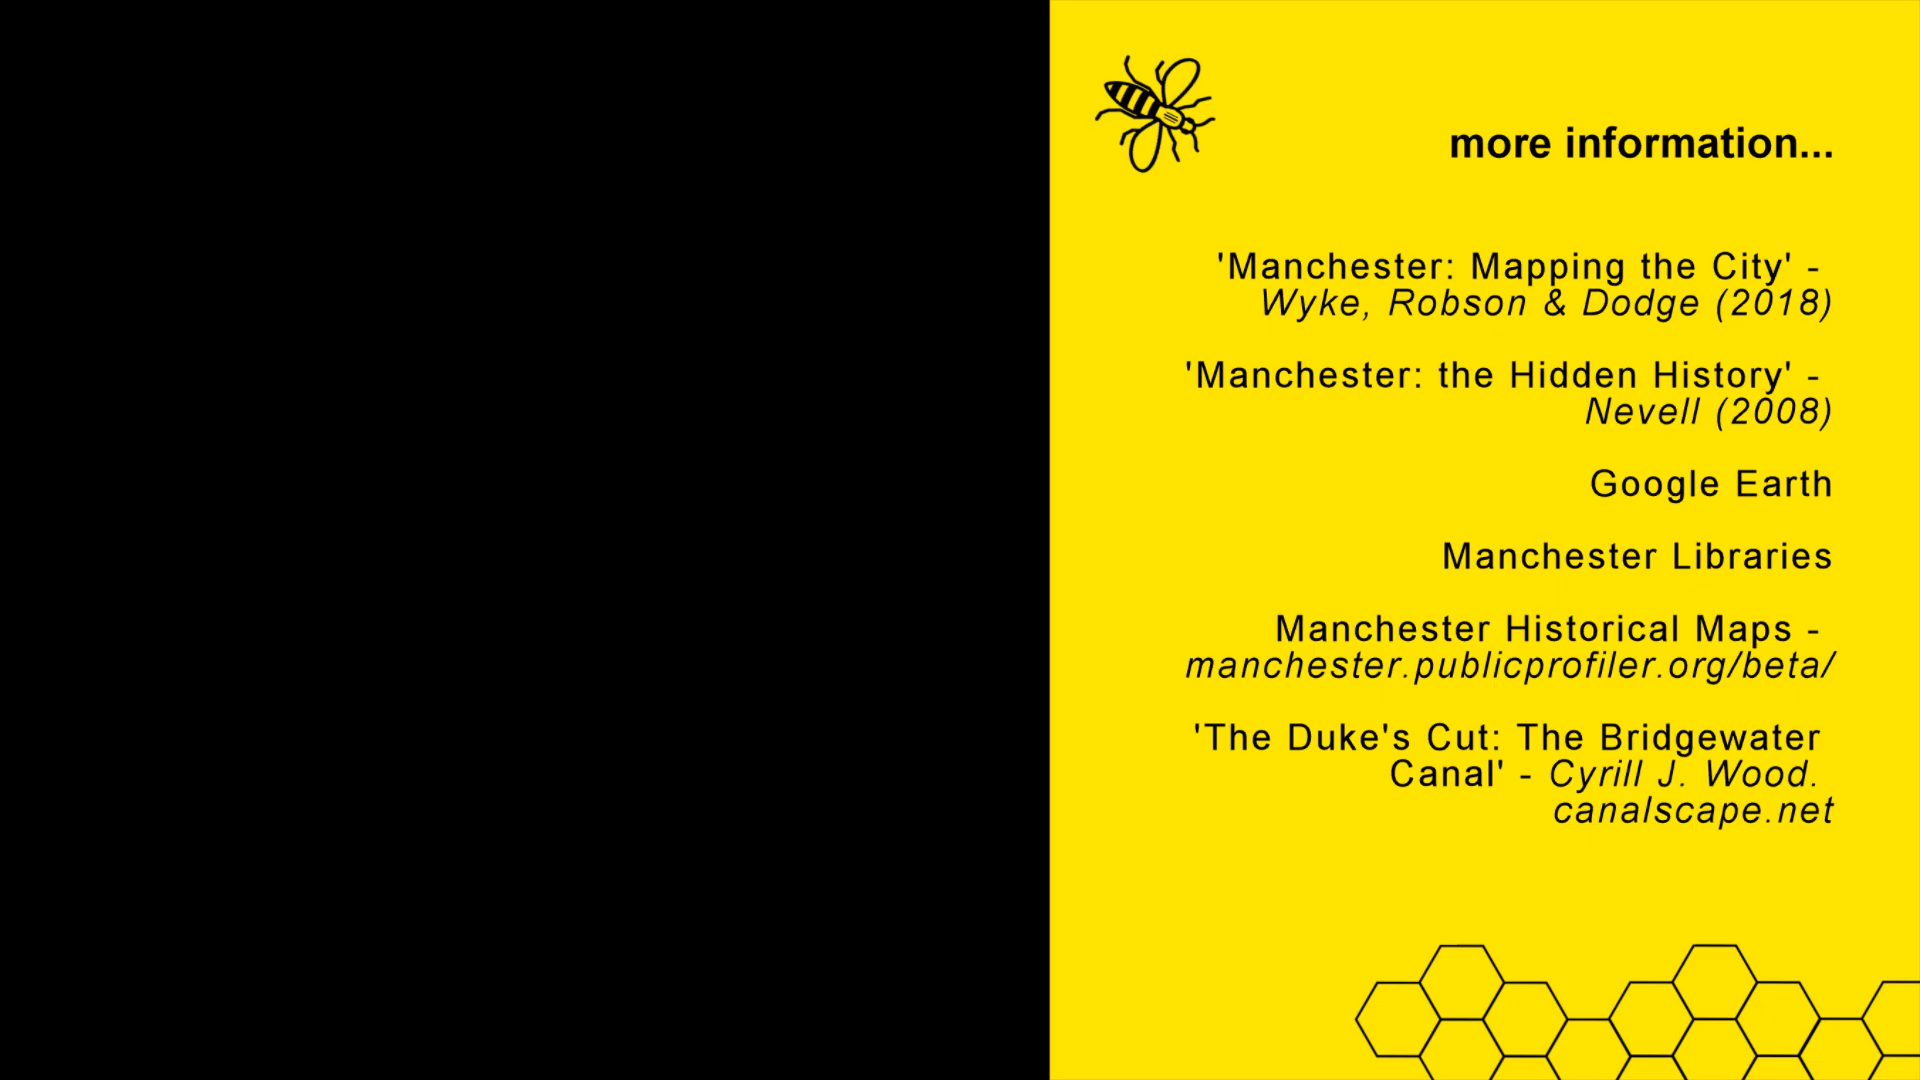 more information...
'Manchester: Mapping the City' -
Wyke, Robson & Dodge (2018)
'Manchester: the Hidden History' -
Nevell (2008)
Google Earth
Manchester Libraries
Manchester Historical Maps -
manchester.publicprofiler.org/beta/
'The Duke's Cut: The Bridgewater
Canal' - Cyrill J. Wood.
canalscape.net